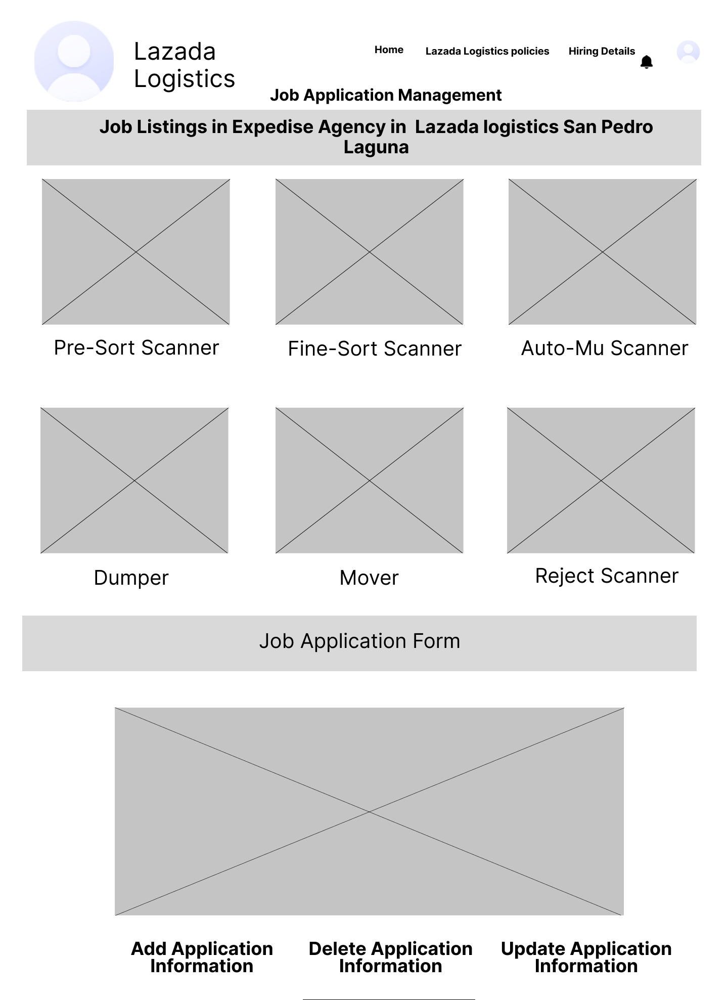 Lazada
Logistics
Home
Lazada Logistics policies
Hiring Details
Job Application Management
Job Listings in Expedise Agency in  Lazada logistics San Pedro
Laguna
Pre-Sort Scanner
Fine-Sort Scanner
Auto-Mu Scanner
Dumper
Mover
Reject Scanner
Job Application Form
Add Application
Information
Delete Application
Information
Update Application
Information